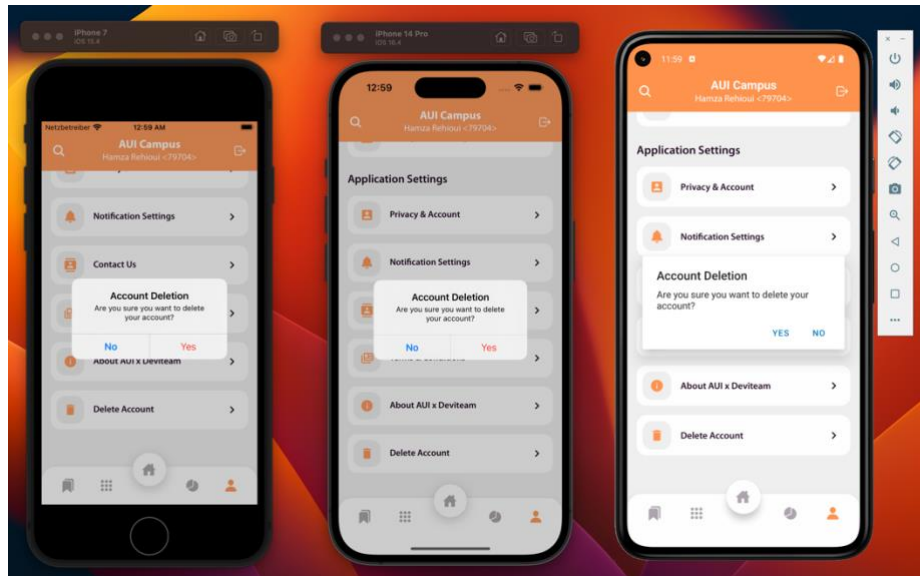 iPhone 7
iOS 15.4
Netzbetreiber
12:59 AM
AUI Campus
Hamza Rehioui <79704>
Notification Settings
Contact Us
Account Deletion
Are you sure you want to delete
your account?
No
Yes
About AUI x Deviteam
Delete Account
iPhone 14 Pro
iOS 16.4
12:59
AUI Campus
Hamza Rehioui <79704>
Application Settings
Privacy & Account
Notification Settings
Account Deletion
Are you sure you want to delete
your account?
No
Yes
About AUI x Deviteam
Delete Account
11:59
AUI Campus
Hamza Rehioui <79704>
Application Settings
Privacy & Account
Notification Settings
Account Deletion
Are you sure you want to delete your
account?
YES
NO
About AUI x Deviteam
Delete Account